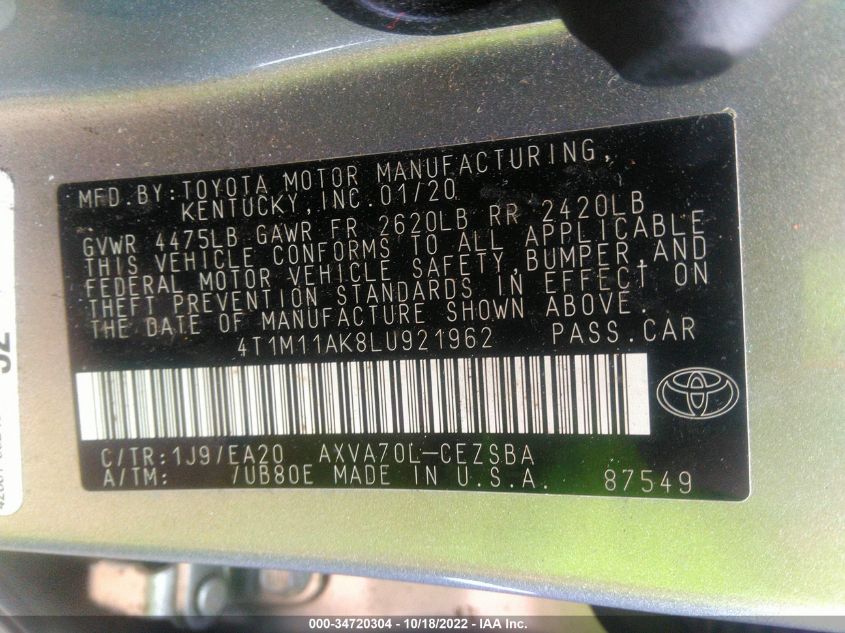 MFD.BY:TOYOTA MOTOR MANUFACTURING,
KENTUCKY,INC.01/20
GVWR 4475LB GAWR FR 2620LB RR 2420LB
THIS VEHICLE CONFORMS TO ALL APPLICABLE
FEDERAL MOTOR VEHICLE SAFETY,BUMPER,AND
THEFT PREVENTION STANDARDS IN EFFECT ON
THE DATE OF MANUFACTURE SHOWN ABOVE.
4T1M11AK8LU921962 PASS.CAR
C/TR:1J9/EA20 AXVA70L-CEZSBA
A/TM: /UB80E MADE IN U.S.A. 87549
000-34720304 - 10/18/2022 - IAA Inc.